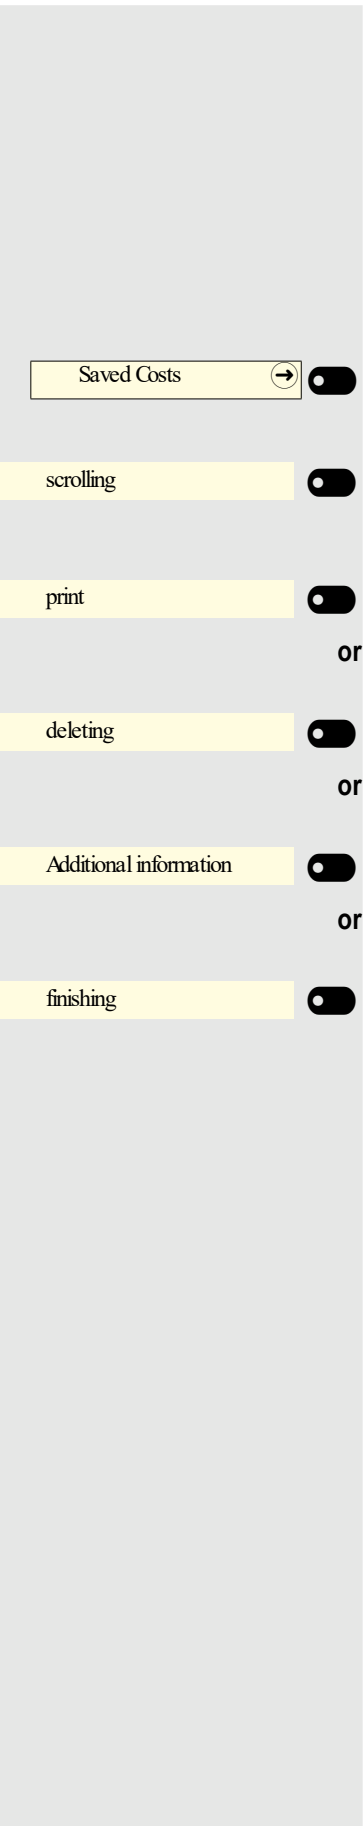 Saved Costs
scrolling
print
or
deleting
or
Additional information
or
finishing